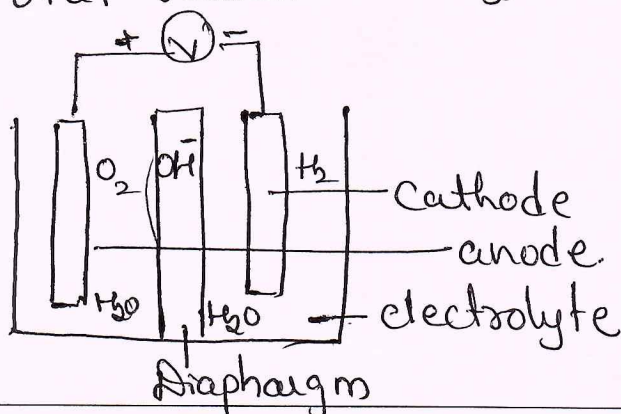 + V -
O₂ OH⁻ H₂
Cathode
anode.
H₂O H₂O electrolyte
Diaphargm